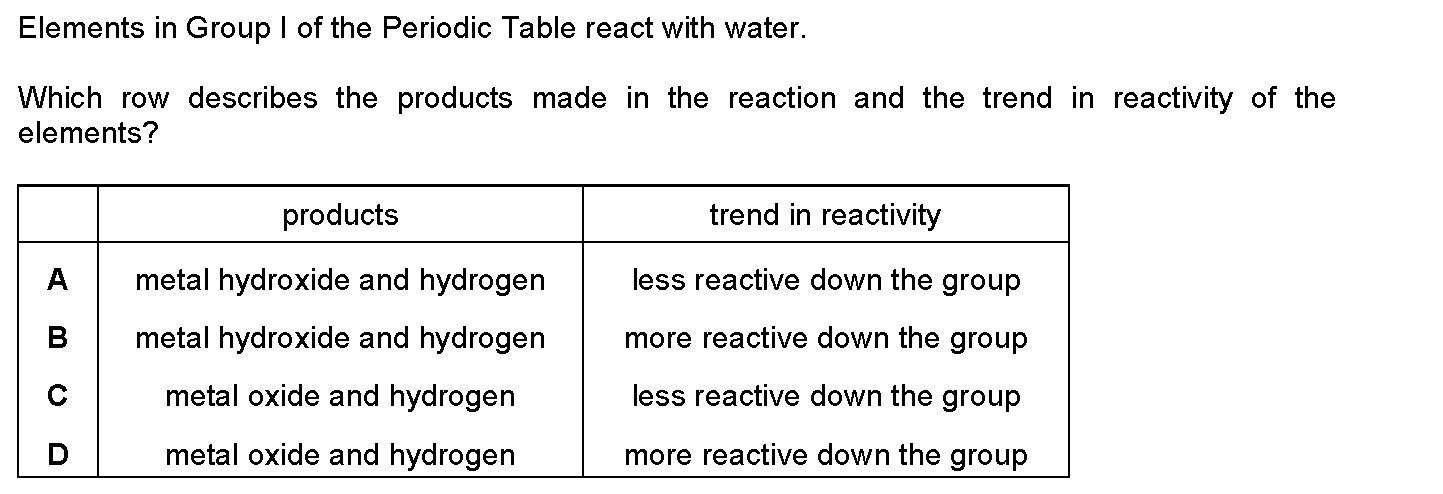 Elements in Group I of the Periodic Table react with water.
Which row describes the products made in the reaction and the trend in reactivity of the
elements?
products trend in reactivity
A metal hydroxide and hydrogen less reactive down the group
B metal hydroxide and hydrogen more reactive down the group
C metal oxide and hydrogen less reactive down the group
D metal oxide and hydrogen more reactive down the group